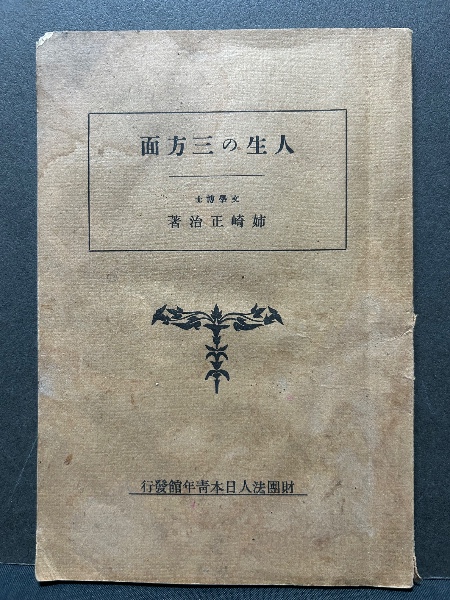 人生の三方面
文學博士
姉崎正治著
財團法人日本靑年館發行